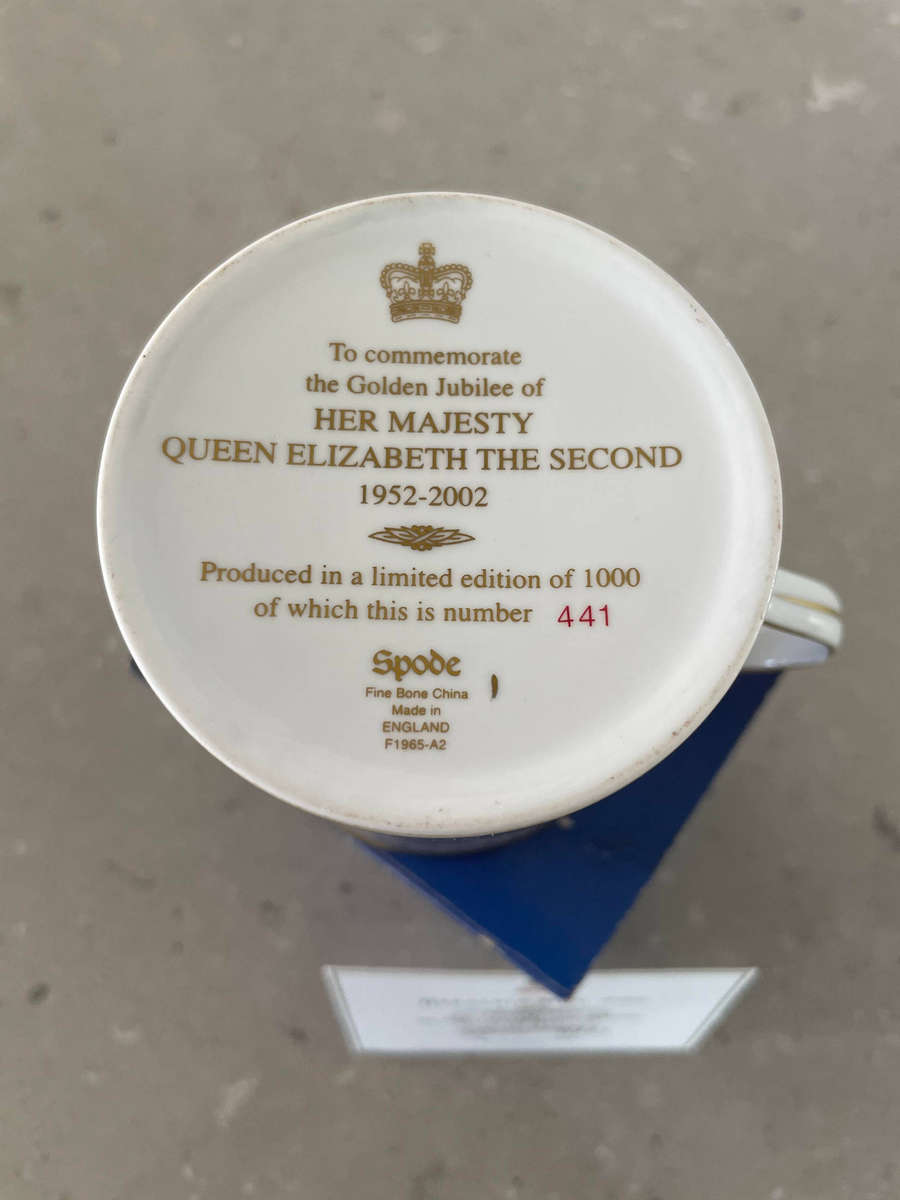 To commemorate
the Golden Jubilee of
HER MAJESTY
QUEEN ELIZABETH THE SECOND
1952-2002
Produced in a limited edition of 1000
of which this is number 441
Spode
Fine Bone China
Made in
ENGLAND
F1965-A2